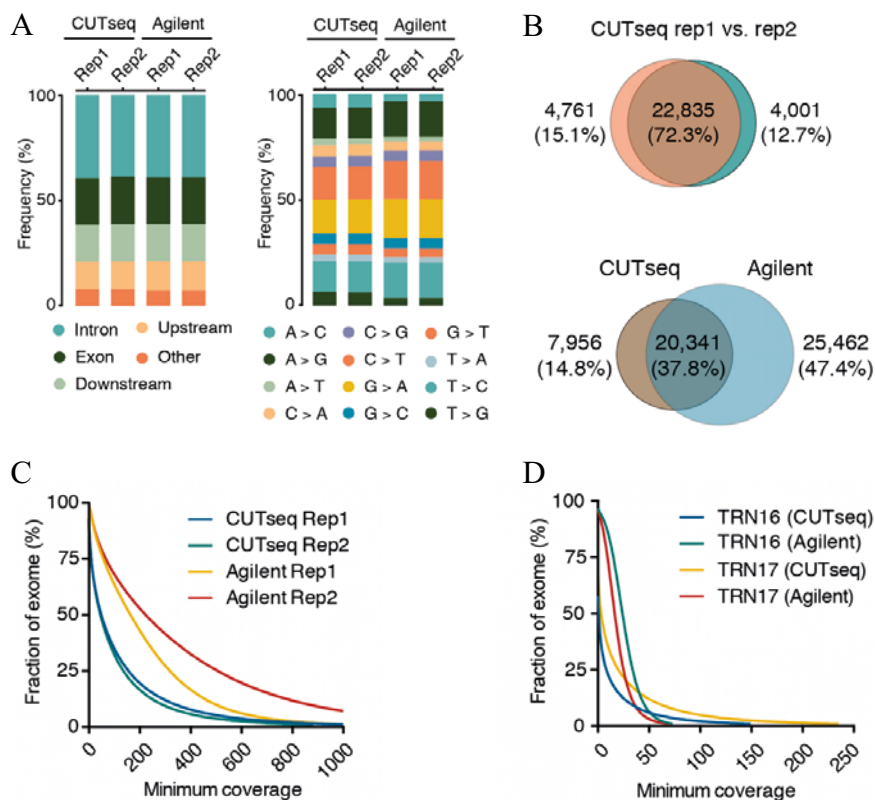 A
CUTseq Agilent
Rep1 Rep2 Rep1 Rep2
Frequency (%)
100
50
0
Intron
Upstream
Exon
Other
Downstream
CUTseq Agilent
Rep1 Rep2 Rep1 Rep2
Frequency (%)
100
50
0
A > C C > G G > T
A > G C > T T > A
A > T G > A T > C
C > A G > C T > G
B
CUTseq rep1 vs. rep2
4,761 22,835 4,001
(15.1%) (72.3%) (12.7%)
CUTseq Agilent
7,956 20,341 25,462
(14.8%) (37.8%) (47.4%)
C
Fraction of exome (%)
100
75
50
25
0
CUTseq Rep1
CUTseq Rep2
Agilent Rep1
Agilent Rep2
0 200 400 600 800 1000
Minimum coverage
D
Fraction of exome (%)
100
75
50
25
0
TRN16 (CUTseq)
TRN16 (Agilent)
TRN17 (CUTseq)
TRN17 (Agilent)
0 50 100 150 200 250
Minimum coverage